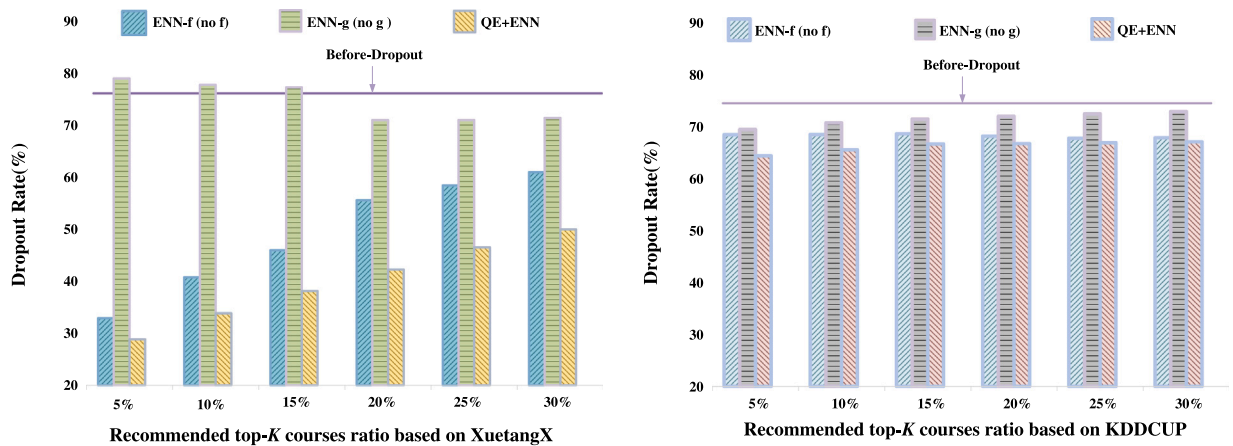 ENN-f (no f) ENN-g (no g ) QE+ENN
Before-Dropout
Dropout Rate(%)
90
80
70
60
50
40
30
20
5% 10% 15% 20% 25% 30%
Recommended top-K courses ratio based on XuetangX
ENN-f (no f) ENN-g (no g) QE+ENN
Before-Dropout
Dropout Rate(%)
90
80
70
60
50
40
30
20
5% 10% 15% 20% 25% 30%
Recommended top-K courses ratio based on KDDCUP